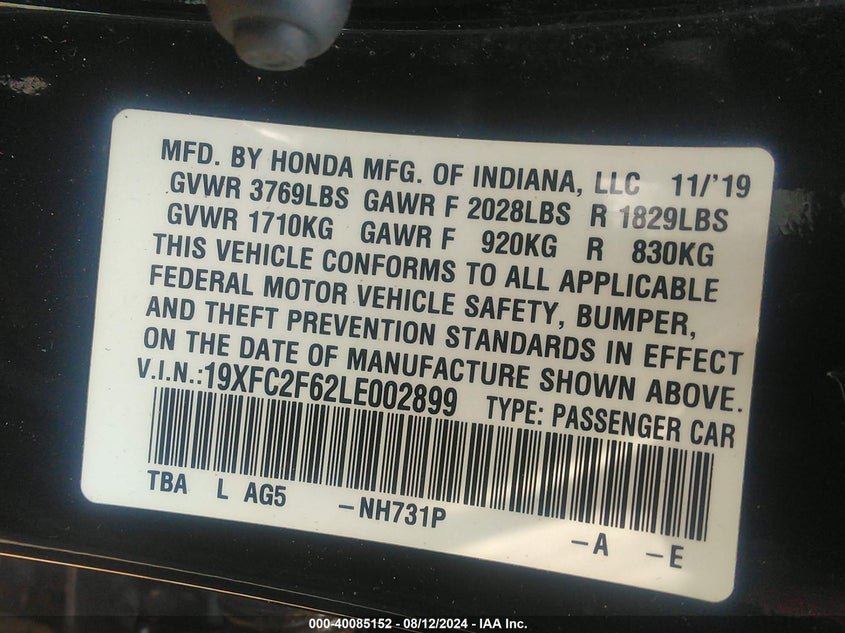 MFD. BY HONDA MFG. OF INDIANA, LLC 11/'19
GVWR 3769LBS GAWR F 2028LBS R 1829LBS
GVWR 1710KG GAWR F 920KG R 830KG
THIS VEHICLE CONFORMS TO ALL APPLICABLE
FEDERAL MOTOR VEHICLE SAFETY, BUMPER,
AND THEFT PREVENTION STANDARDS IN EFFECT
ON THE DATE OF MANUFACTURE SHOWN ABOVE.
V.I.N.:19XFC2F62LE002899 TYPE: PASSENGER CAR
TBA L AG5 -NH731P -A -E
000-40085152 - 08/12/2024 - IAA Inc.